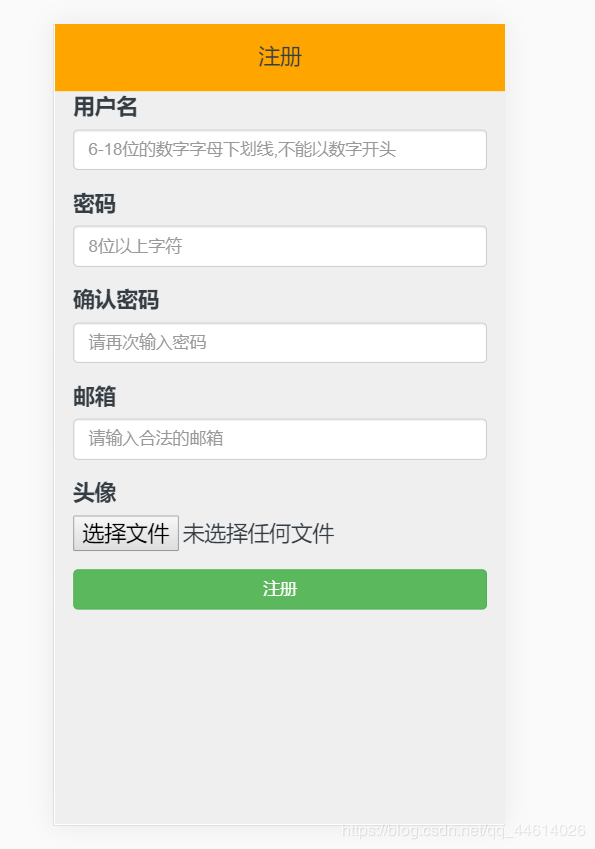 注册
用户名
6-18位的数字字母下划线,不能以数字开头
密码
8位以上字符
确认密码
请再次输入密码
邮箱
请输入合法的邮箱
头像
选择文件 未选择任何文件
注册
https://blog.csdn.net/qq_44614026